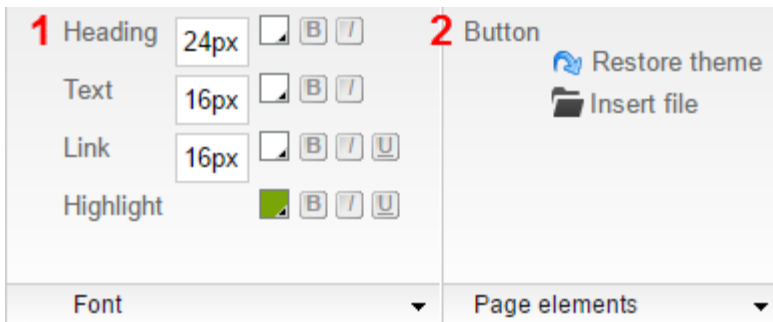 1 Heading 24px B I
Text 16px B I
Link 16px B I U
Highlight B I U
Font
2 Button
Restore theme
Insert file
Page elements